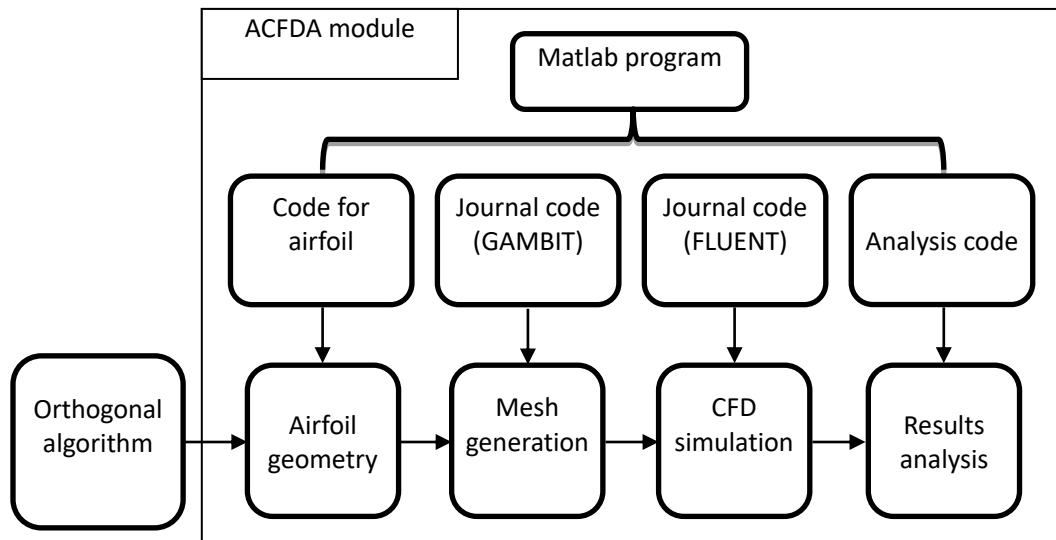 ACFDA module
Matlab program
Code for
airfoil
Journal code
(GAMBIT)
Journal code
(FLUENT)
Analysis code
Orthogonal
algorithm
Airfoil
geometry
Mesh
generation
CFD
simulation
Results
analysis